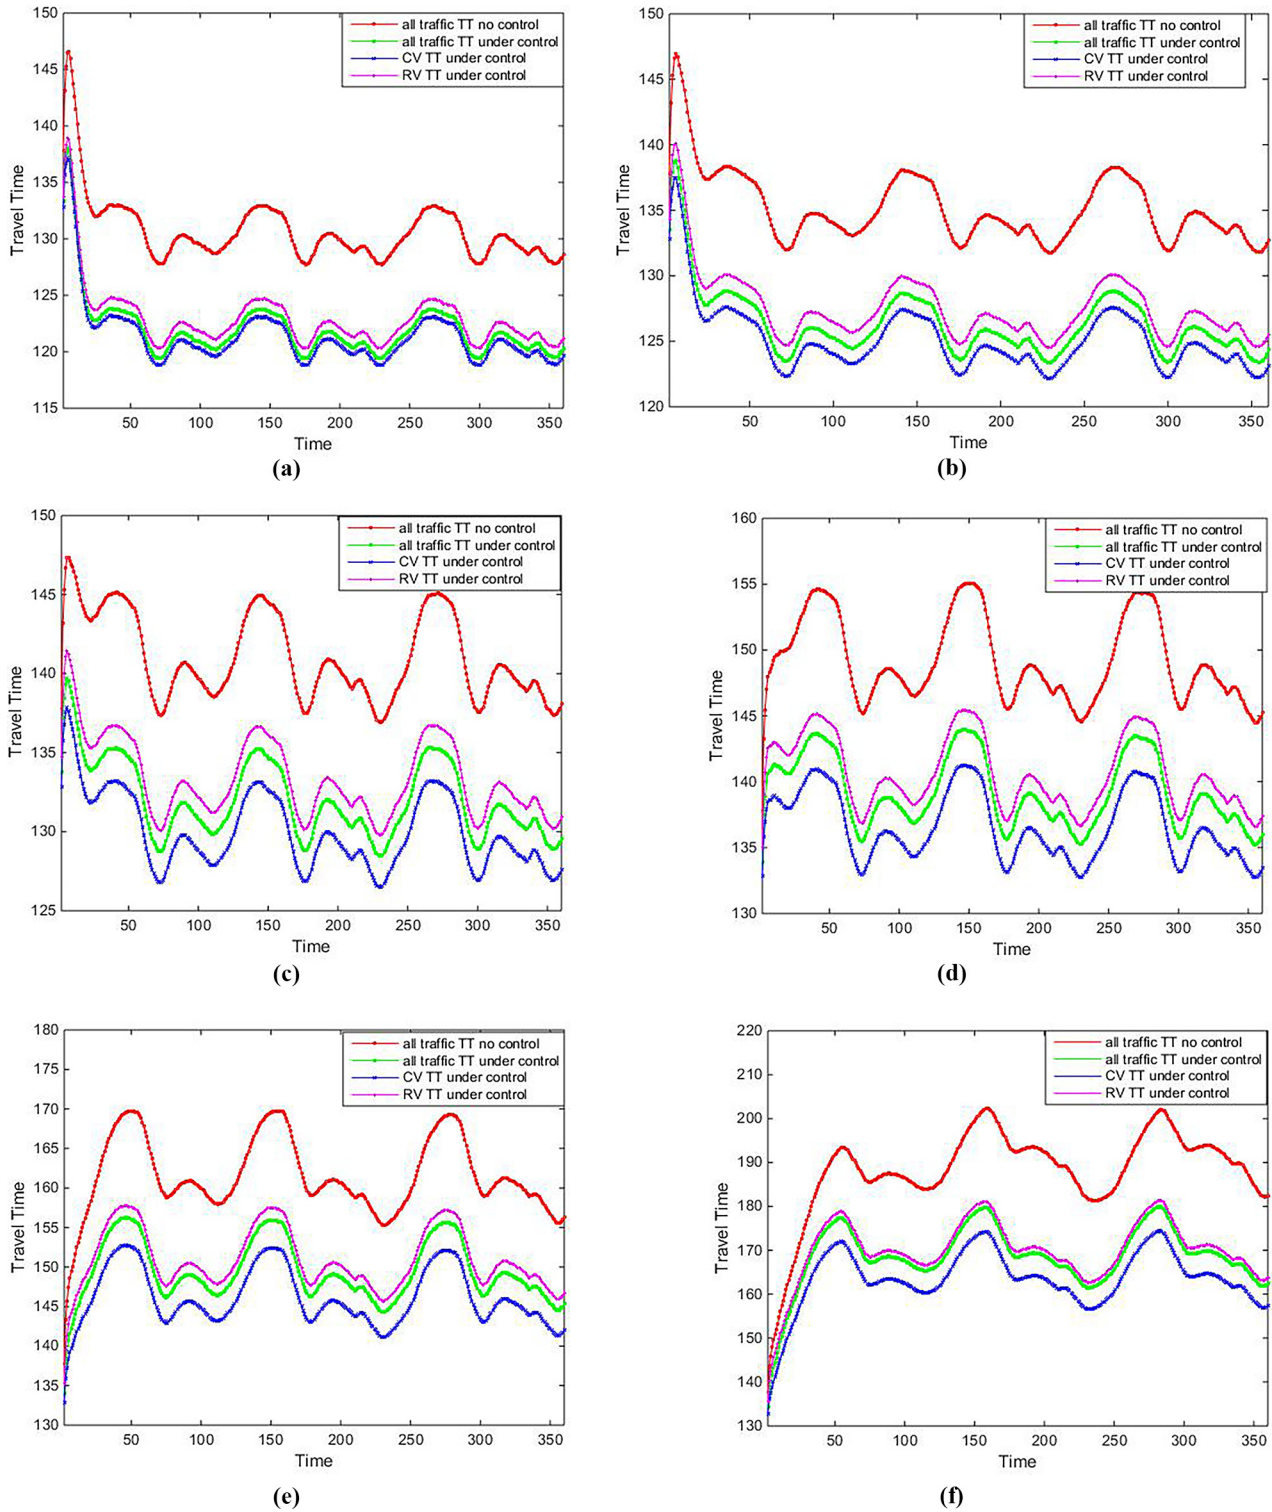 150
145
140
135
130
125
120
115
Travel Time
all traffic TT no control
all traffic TT under control
CV TT under control
RV TT under control
50 100 150 200 250 300 350
Time
(a)
150
145
140
135
130
125
120
Travel Time
all traffic TT no control
all traffic TT under control
CV TT under control
RV TT under control
50 100 150 200 250 300 350
Time
(b)
150
145
140
135
130
125
Travel Time
all traffic TT no control
all traffic TT under control
CV TT under control
RV TT under control
50 100 150 200 250 300 350
Time
(c)
160
155
150
145
140
135
130
Travel Time
all traffic TT no control
all traffic TT under control
CV TT under control
RV TT under control
50 100 150 200 250 300 350
Time
(d)
180
175
170
165
160
155
150
145
140
135
130
Travel Time
all traffic TT no control
all traffic TT under control
CV TT under control
RV TT under control
50 100 150 200 250 300 350
Time
(e)
220
210
200
190
180
170
160
150
140
130
Travel Time
all traffic TT no control
all traffic TT under control
CV TT under control
RV TT under control
50 100 150 200 250 300 350
Time
(f)